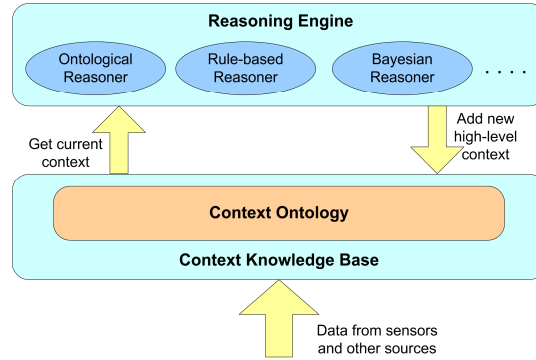 Reasoning Engine
Ontological
Reasoner
Rule-based
Reasoner
Bayesian
Reasoner
. . . .
Get current
context
Add new
high-level
context
Context Ontology
Context Knowledge Base
Data from sensors
and other sources